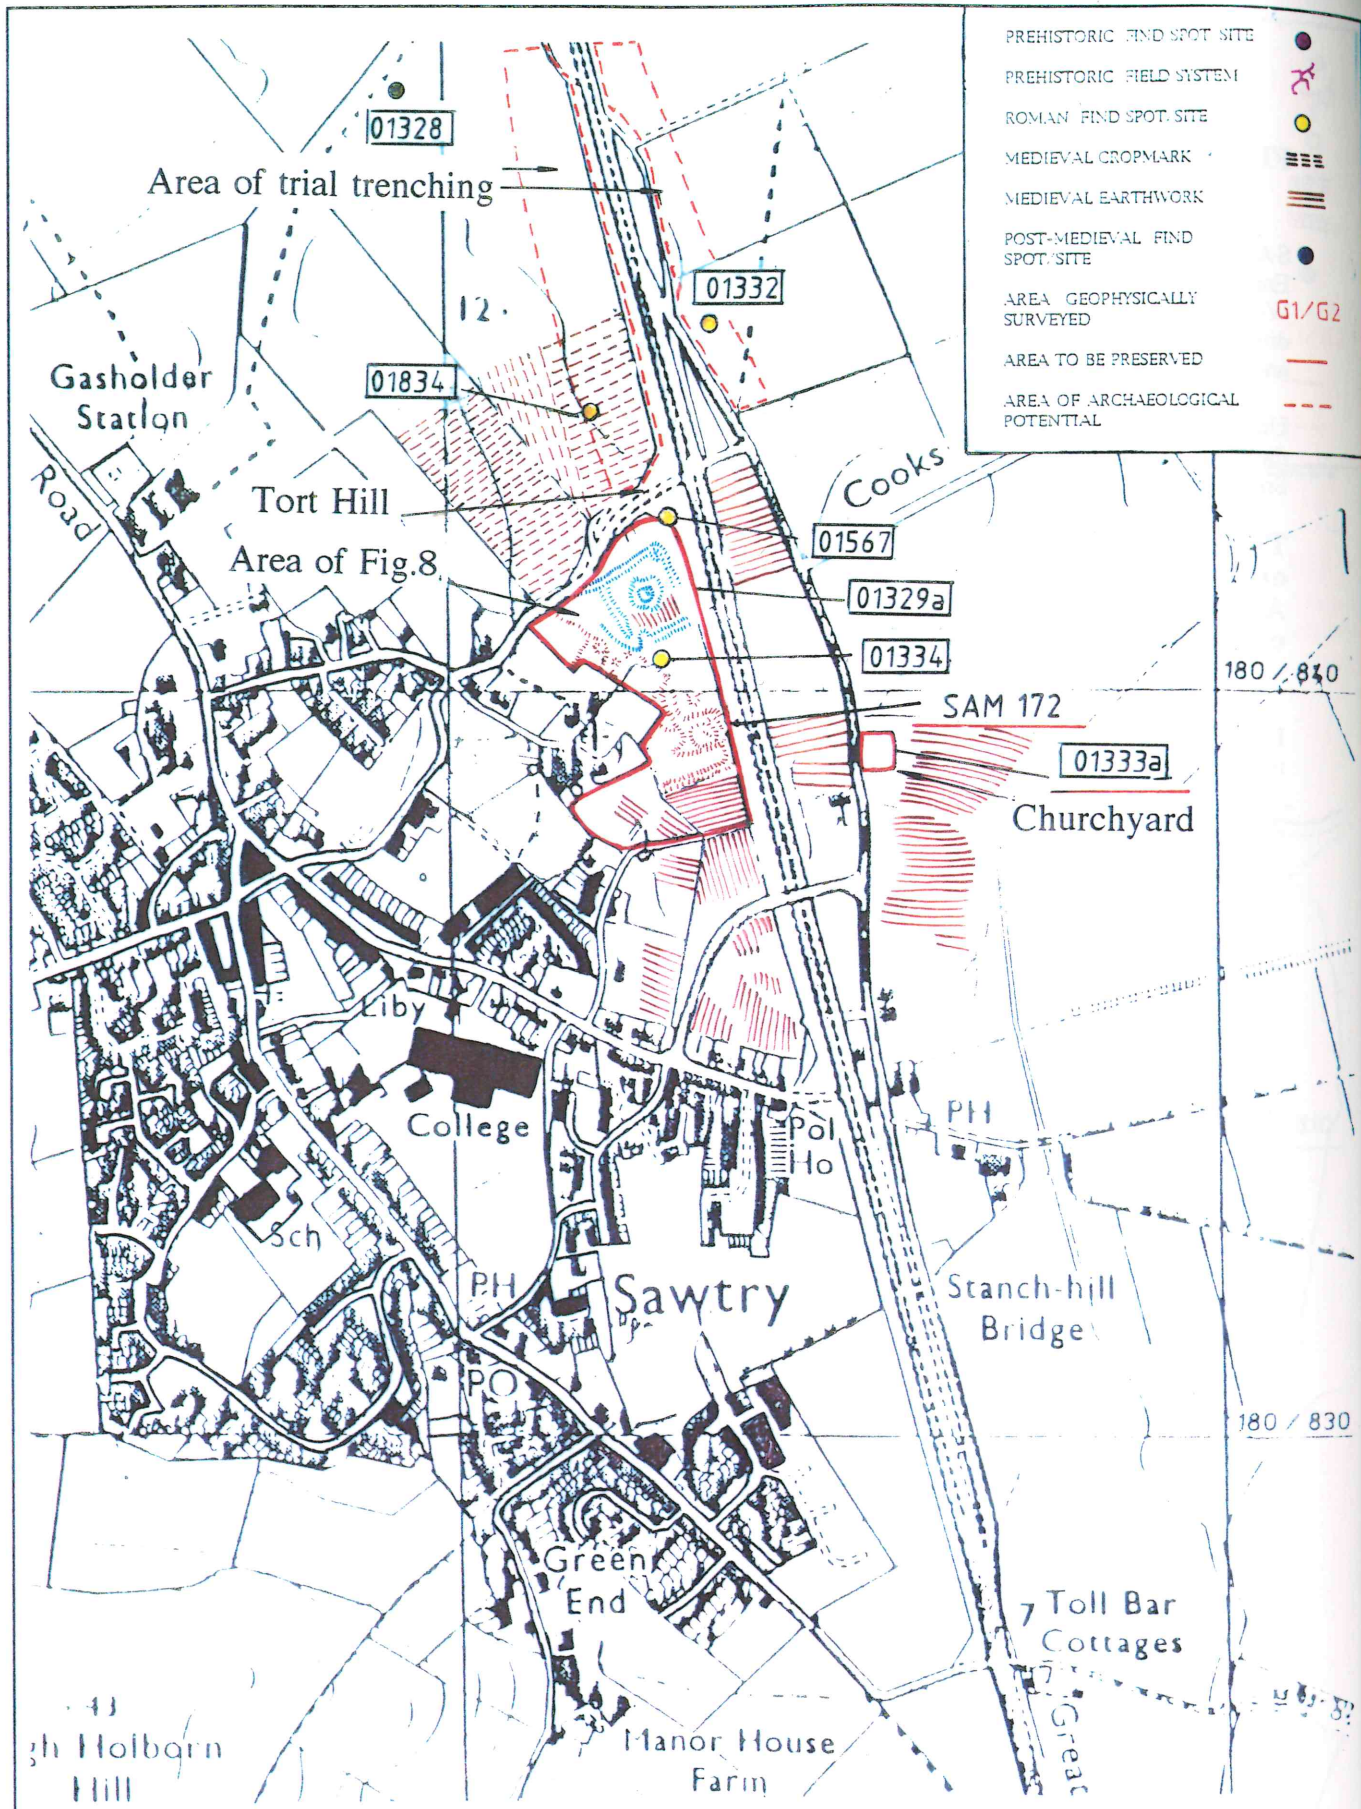 PREHISTORIC FIND SPOT SITE
PREHISTORIC FIELD SYSTEM
ROMAN FIND SPOT SITE
MEDIEVAL CROPMARK
MEDIEVAL EARTHWORK
POST-MEDIEVAL FIND
SPOT/SITE
AREA GEOPHYSICALLY
SURVEYED
G1/G2
AREA TO BE PRESERVED
AREA OF ARCHAEOLOGICAL
POTENTIAL
01328
Area of trial trenching
01332
12.
Gasholder
Station
01834
Road
Cooks
Tort Hill
01567
Area of Fig.8
01329a
01334
180 / 840
SAM 172
01333a
Churchyard
Liby
College
PH
Pol
Ho
Sch
PH
Sawtry
Stanch-hill
Bridge
PO
180 / 830
Green
End
7 Toll Bar
Cottages
43
gh Holborn
Hill
Manor House
Farm
Great